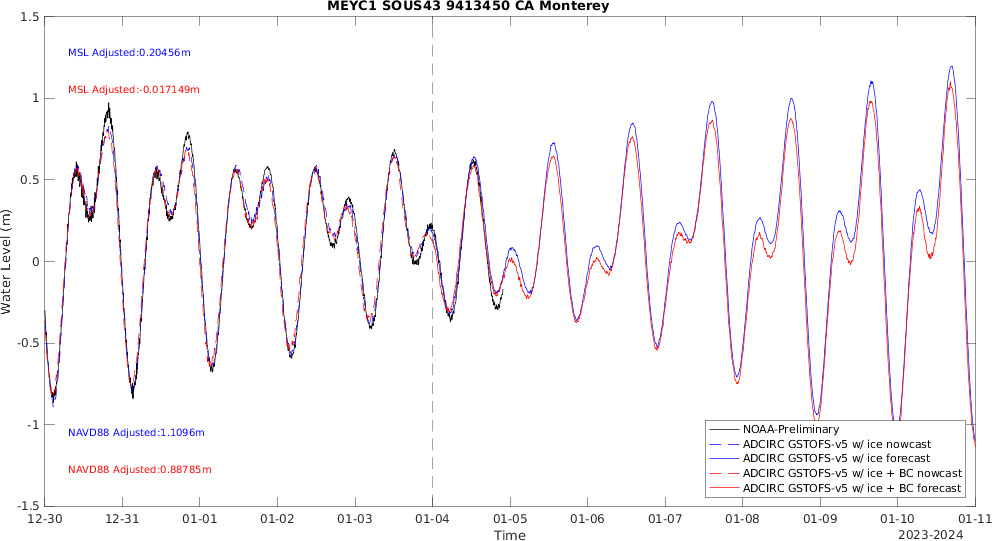 MEYC1 SOUS43 9413450 CA Monterey
1.5
1
0.5
0
-0.5
-1
-1.5
Water Level (m)
MSL Adjusted:0.20456m
MSL Adjusted:-0.017149m
NAVD88 Adjusted:1.1096m
NAVD88 Adjusted:0.88785m
NOAA-Preliminary
ADCIRC GSTOFS-v5 w/ ice nowcast
ADCIRC GSTOFS-v5 w/ ice forecast
ADCIRC GSTOFS-v5 w/ ice + BC nowcast
ADCIRC GSTOFS-v5 w/ ice + BC forecast
12-30 12-31 01-01 01-02 01-03 01-04 01-05 01-06 01-07 01-08 01-09 01-10 01-11
Time
2023-2024